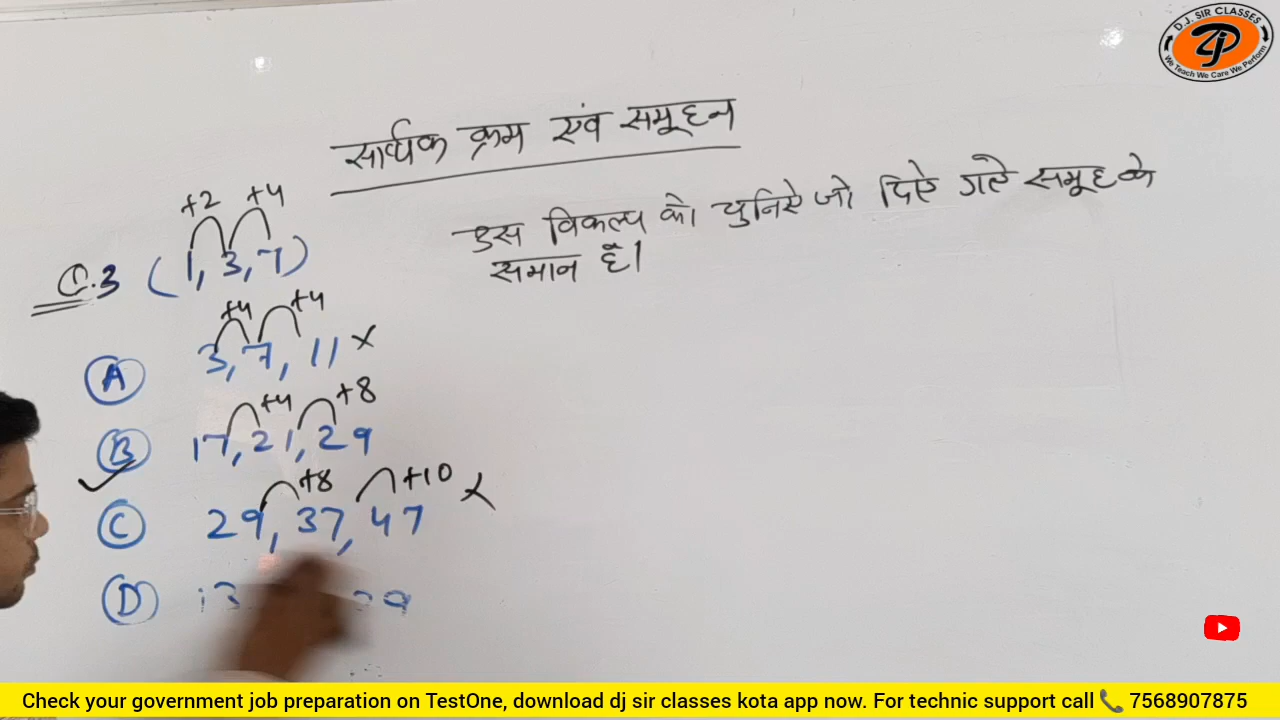 D.J. SIR CLASSES
We Teach We Care We Perform
सार्थक क्रम एवं समूहन
+2 +4
Q.3 (1, 3, 7)
उस विकल्प को चुनिऐ जो दिऐ गये समूह के
समान है।
+4 +4
A 3, 7, 11 ×
+4 +8
B 17, 21, 29
+8 +10
C 29, 37, 47 ×
D 13
Check your government job preparation on TestOne, download dj sir classes kota app now. For technic support call 📞 7568907875